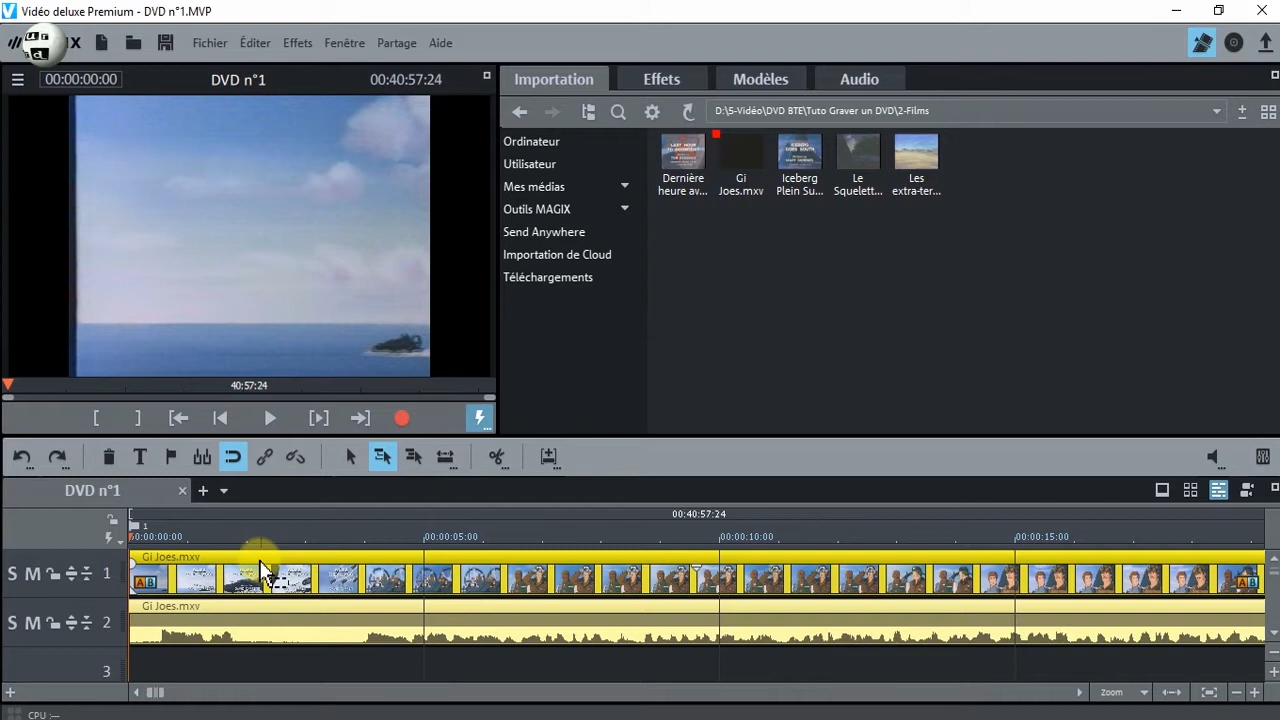 Vidéo deluxe Premium - DVD n°1.MVP
Fichier Éditer Effets Fenêtre Partage Aide
00:00:00:00 DVD n°1 00:40:57:24
Importation Effets Modèles Audio
D:\5-Vidéo\DVD BTE\Tuto Graver un DVD\2-Films
Ordinateur
Utilisateur
Mes médias
Outils MAGIX
Send Anywhere
Importation de Cloud
Téléchargements
Dernière
heure av...
Gi
Joes.mxv
Iceberg
Plein Su...
Le
Squelett...
Les
extra-ter...
40:57:24
DVD n°1
00:40:57:24
1
00:00:00:00 00:00:05:00 00:00:10:00 00:00:15:00
Gi Joes.mxv
S M 1
Gi Joes.mxv
S M 2
3
Zoom
CPU :—